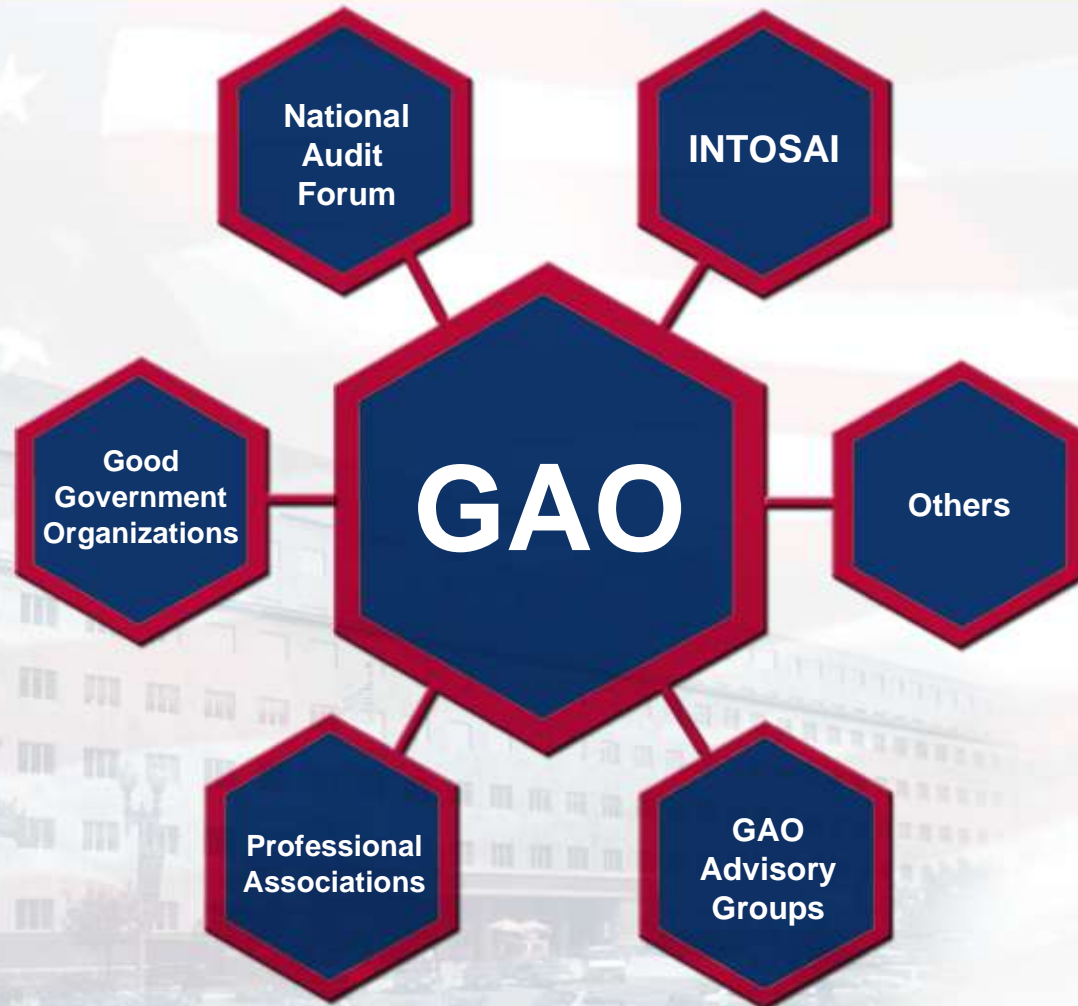 National
Audit
Forum
INTOSAI
Good
Government
Organizations
GAO
Others
Professional
Associations
GAO
Advisory
Groups